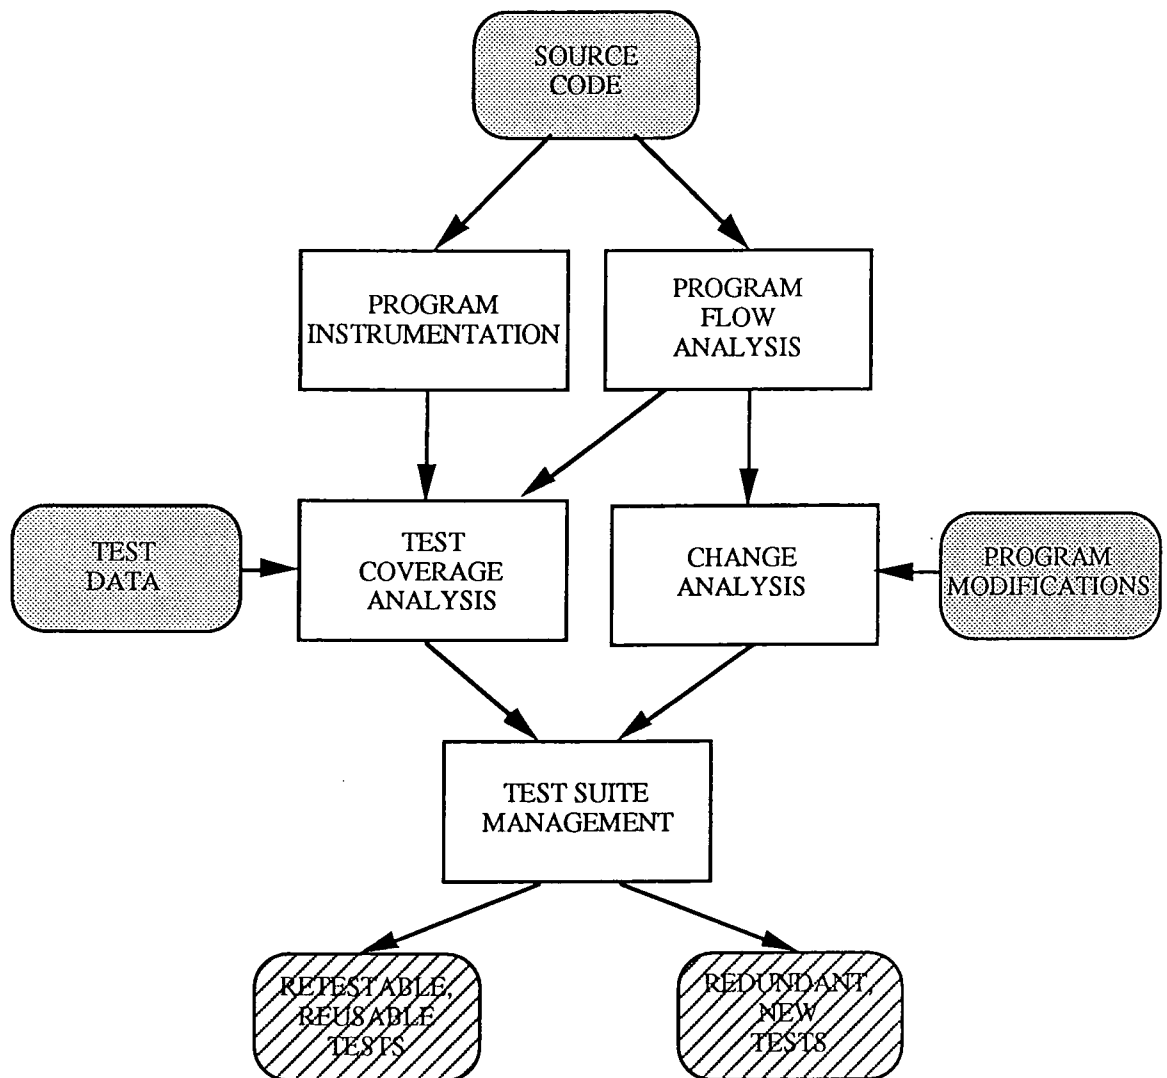 SOURCE
CODE
PROGRAM
INSTRUMENTATION
PROGRAM
FLOW
ANALYSIS
TEST
DATA
TEST
COVERAGE
ANALYSIS
CHANGE
ANALYSIS
PROGRAM
MODIFICATIONS
TEST SUITE
MANAGEMENT
RETESTABLE,
REUSABLE
TESTS
REDUNDANT,
NEW
TESTS